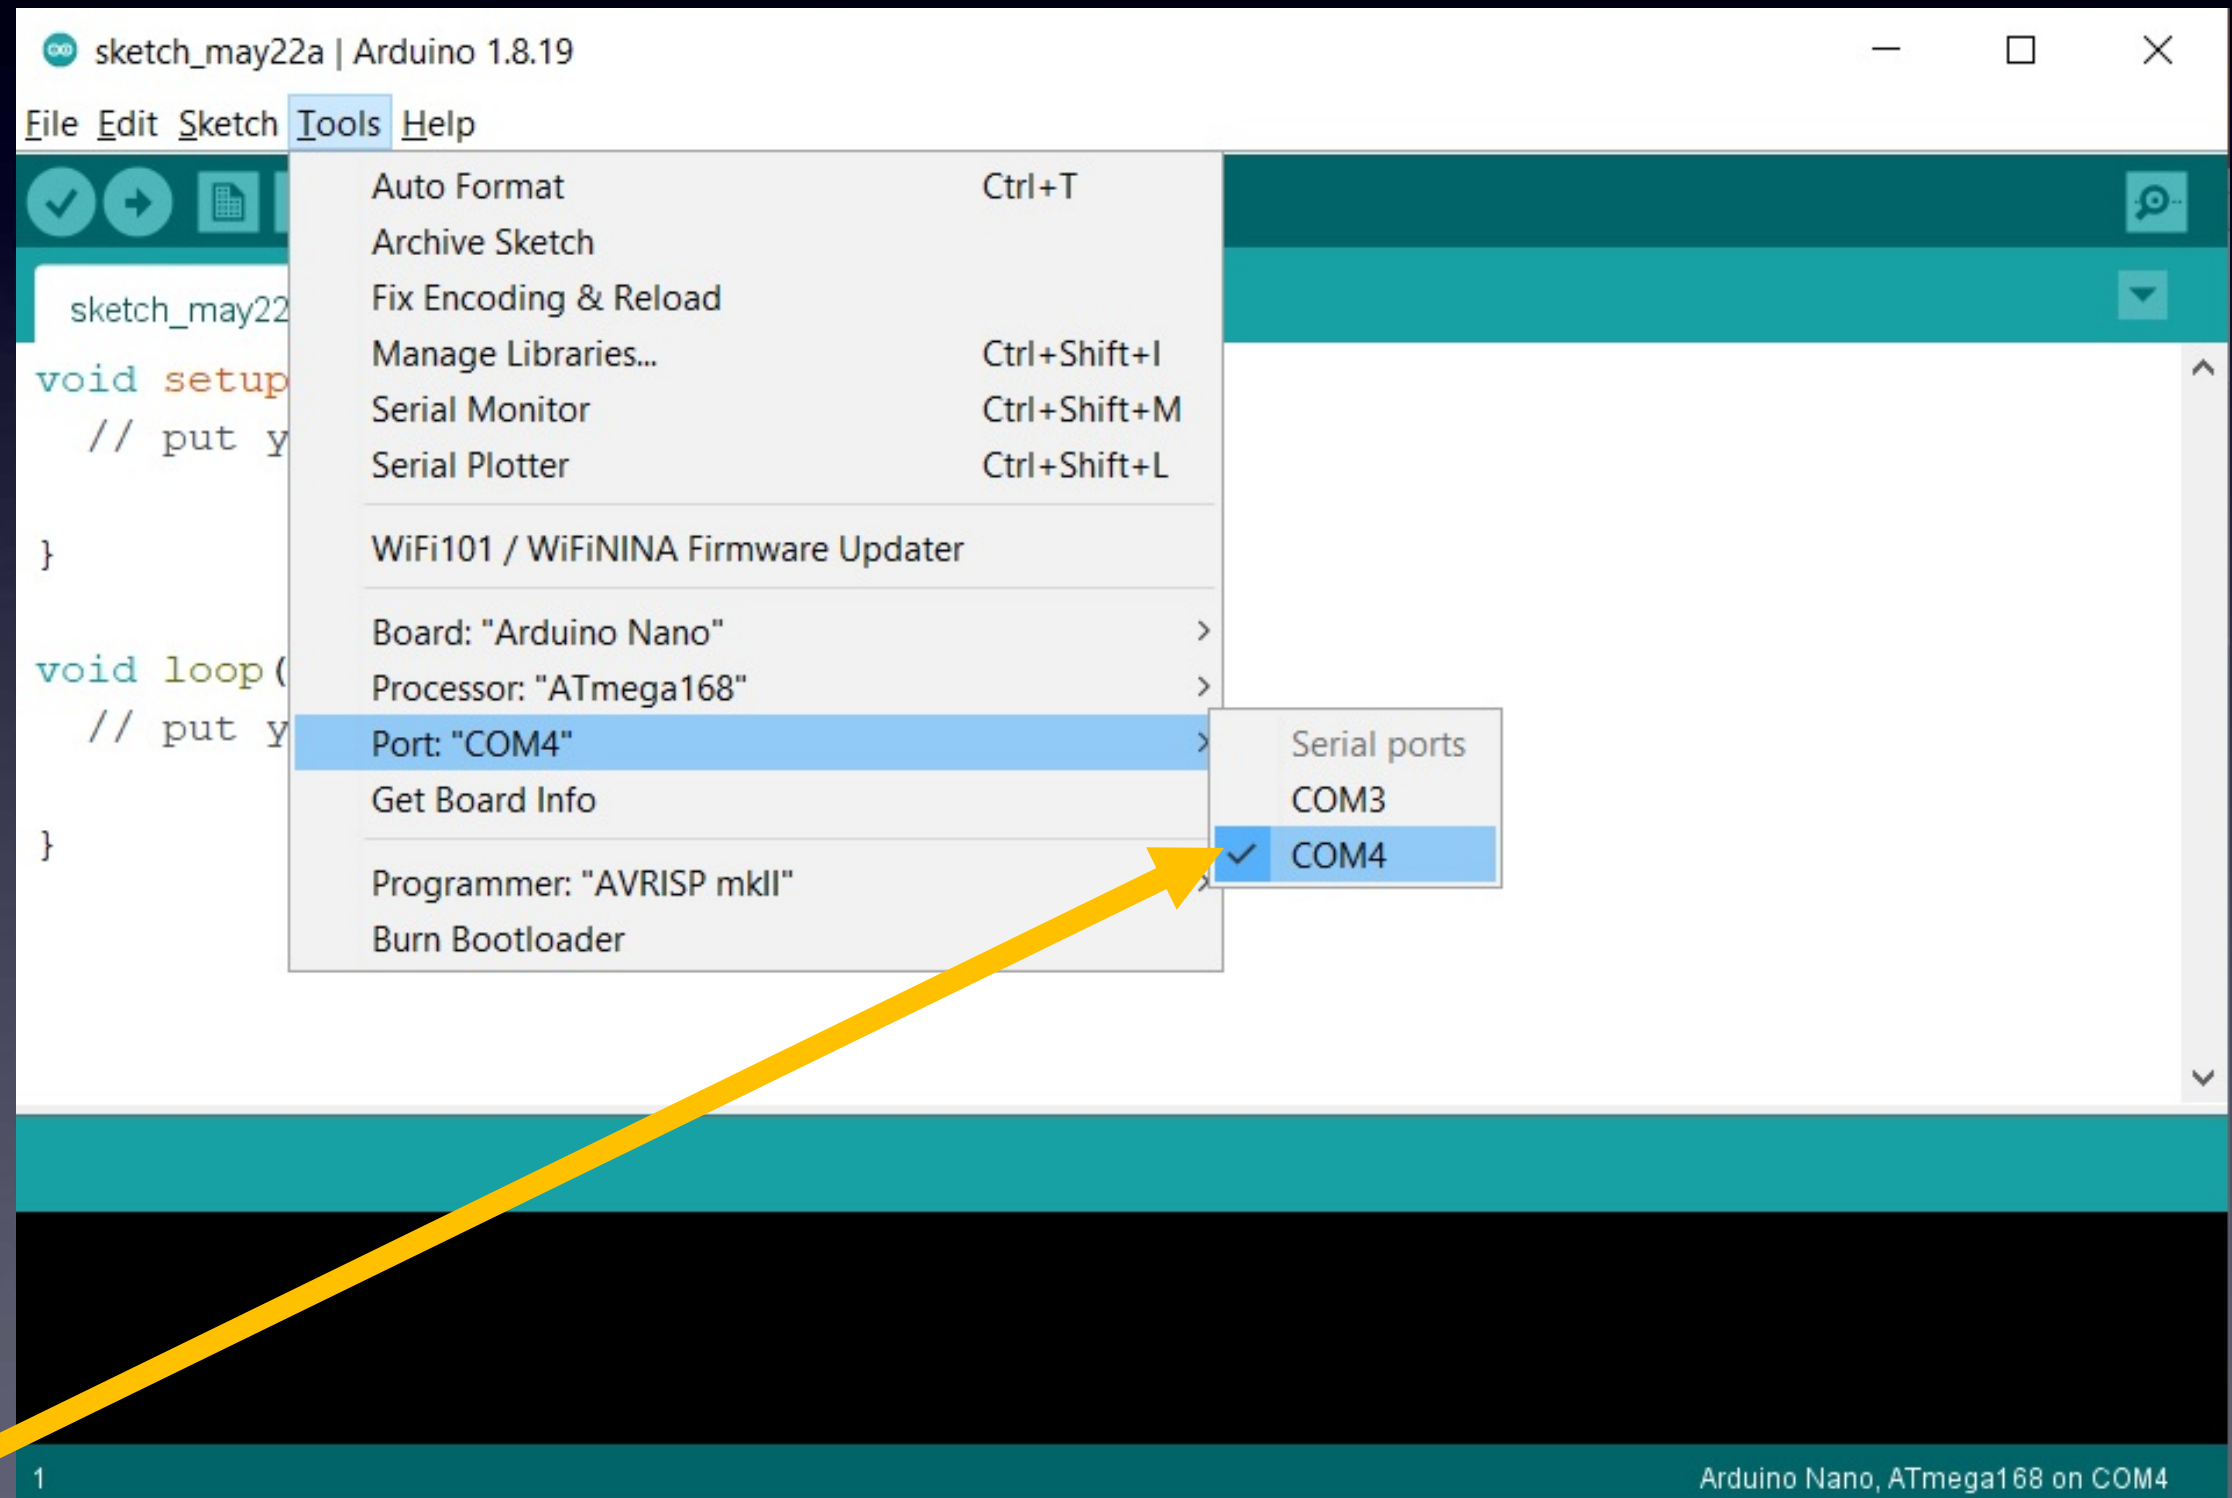 sketch_may22a | Arduino 1.8.19
File Edit Sketch Tools Help
Auto Format Ctrl+T
Archive Sketch
Fix Encoding & Reload
Manage Libraries... Ctrl+Shift+I
Serial Monitor Ctrl+Shift+M
Serial Plotter Ctrl+Shift+L
WiFi101 / WiFiNINA Firmware Updater
Board: "Arduino Nano"
Processor: "ATmega168"
Port: "COM4"
Get Board Info
Programmer: "AVRISP mkII"
Burn Bootloader
Serial ports
COM3
COM4
sketch_may22
void setup
// put y
}
void loop(
// put y
}
1 Arduino Nano, ATmega168 on COM4